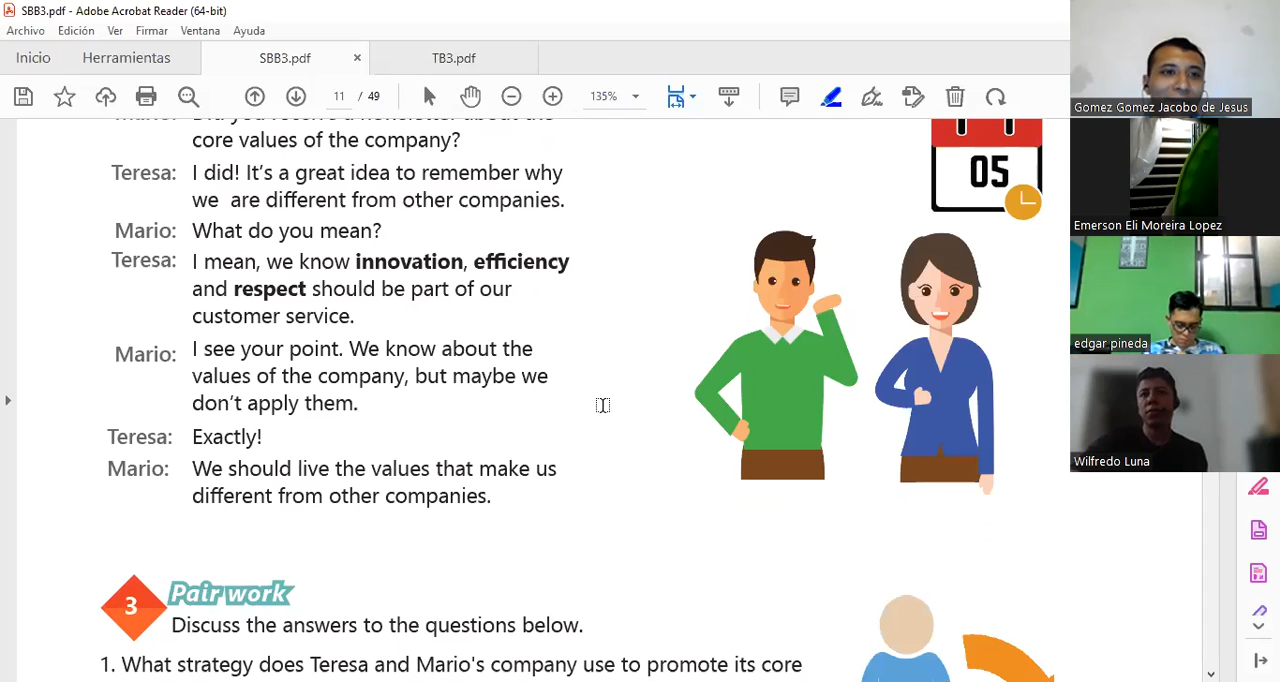 SBB3.pdf - Adobe Acrobat Reader (64-bit)
Archivo Edición Ver Firmar Ventana Ayuda
Inicio Herramientas SBB3.pdf × TB3.pdf
11 / 49 135%
core values of the company?
Teresa: I did! It's a great idea to remember why
we are different from other companies.
Mario: What do you mean?
Teresa: I mean, we know innovation, efficiency
and respect should be part of our
customer service.
Mario: I see your point. We know about the
values of the company, but maybe we
don't apply them.
Teresa: Exactly!
Mario: We should live the values that make us
different from other companies.
05
3 Pair work
Discuss the answers to the questions below.
1. What strategy does Teresa and Mario's company use to promote its core
Gomez Gomez Jacobo de Jesus
Emerson Eli Moreira Lopez
edgar pineda
Wilfredo Luna